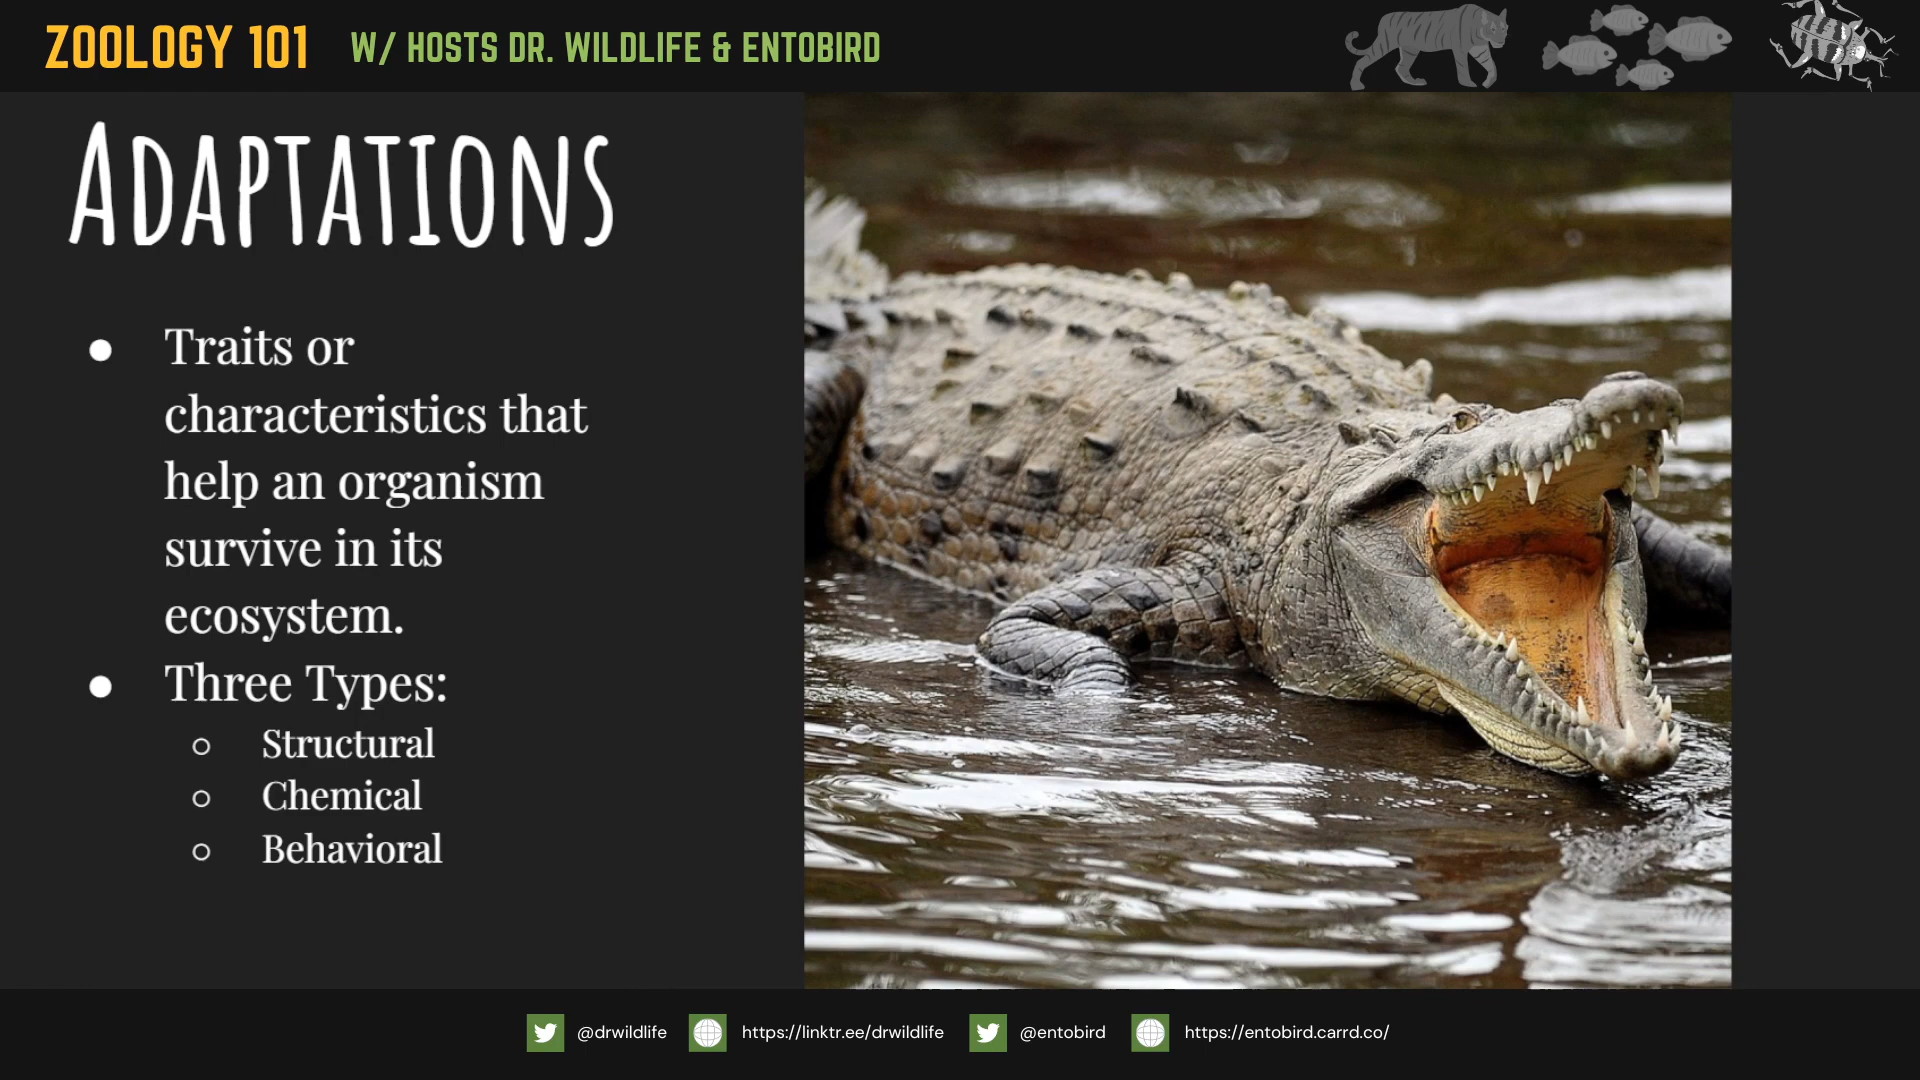 ZOOLOGY 101 W/ HOSTS DR. WILDLIFE & ENTOBIRD
ADAPTATIONS
● Traits or
characteristics that
help an organism
survive in its
ecosystem.
● Three Types:
○ Structural
○ Chemical
○ Behavioral
@drwildlife https://linktr.ee/drwildlife @entobird https://entobird.carrd.co/